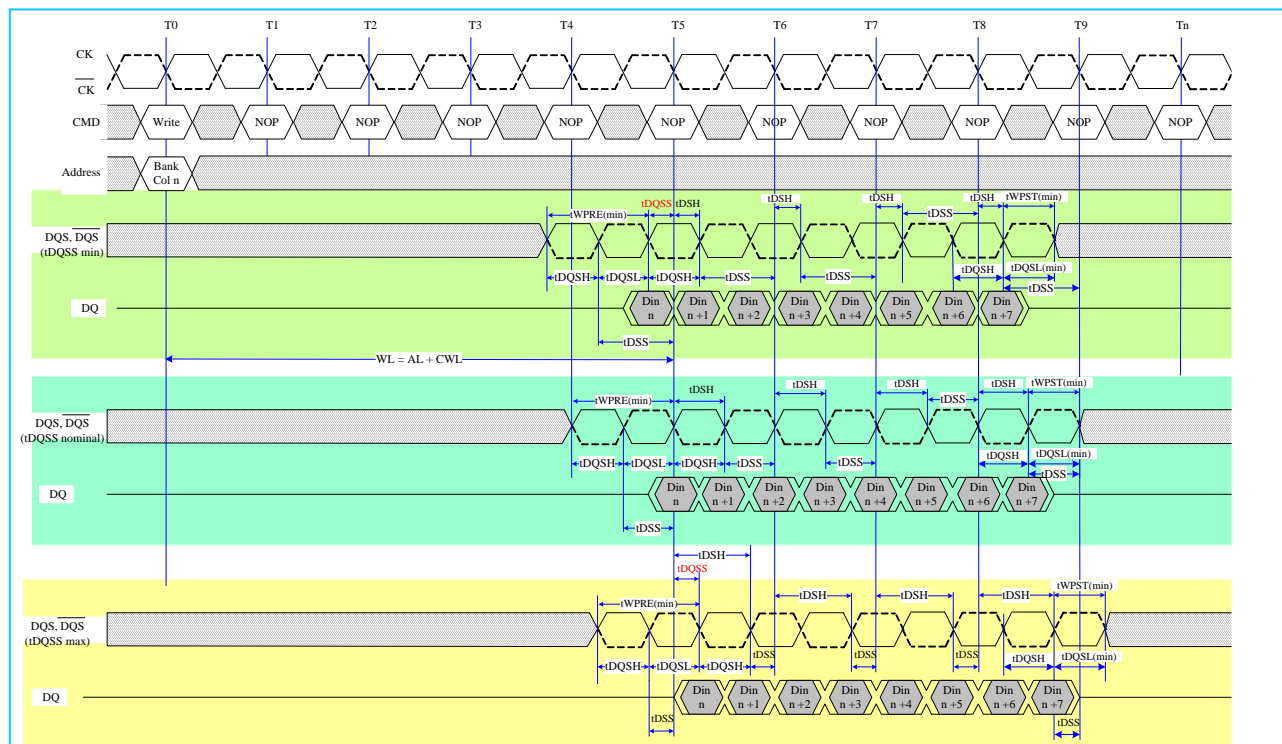 T0 T1 T2 T3 T4 T5 T6 T7 T8 T9 Tn
CK
CK
CMD Write NOP NOP NOP NOP NOP NOP NOP NOP NOP NOP
Address Bank
Col n
tDQSS tDSH tDSH tDSH tDSH tWPST(min)
tWPRE(min) tDSS
DQS, DQS
(tDQSS min)
tDQSH tDQSL tDQSH tDSS tDSS tDQSH tDQSL(min)
tDSS
DQ Din Din Din Din Din Din Din Din
n n +1 n +2 n +3 n +4 n +5 n +6 n +7
tDSS
WL = AL + CWL
tWPRE(min) tDSH tDSH tDSH tDSH tWPST(min)
tDSS
DQS, DQS
(tDQSS nominal)
tDQSH tDQSL tDQSH tDSS tDSS tDQSH tDQSL(min)
tDSS
DQ Din Din Din Din Din Din Din Din
n n +1 n +2 n +3 n +4 n +5 n +6 n +7
tDSS
tDSH
tDQSS
tWPRE(min) tDSH tDSH tDSH tWPST(min)
DQS, DQS
(tDQSS max)
tDQSH tDQSL tDQSH tDSS tDSS tDSS tDQSH tDQSL(min)
DQ Din Din Din Din Din Din Din Din
n n +1 n +2 n +3 n +4 n +5 n +6 n +7
tDSS tDSS